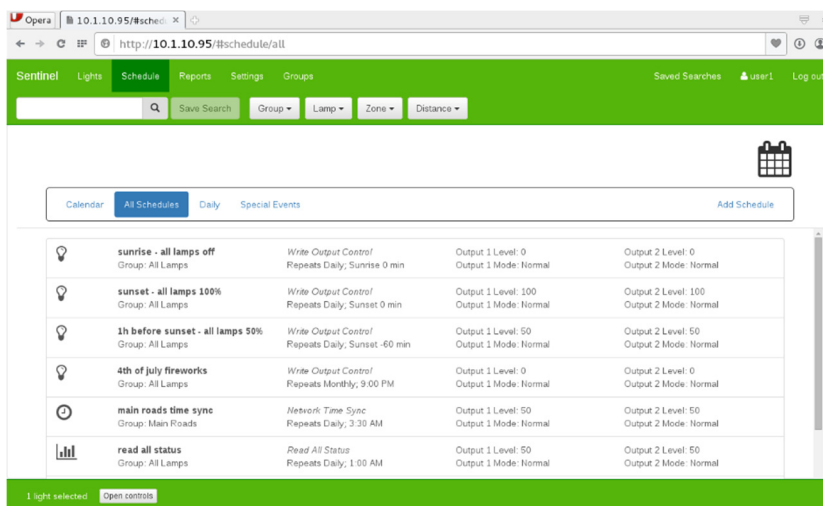 Opera
10.1.10.95/#sched
http://10.1.10.95/#schedule/all
Sentinel Lights Schedule Reports Settings Groups Saved Searches user1 Log out
Save Search Group Lamp Zone Distance
Calendar All Schedules Daily Special Events Add Schedule
sunrise - all lamps off Write Output Control Output 1 Level: 0 Output 2 Level: 0
Group: All Lamps Repeats Daily; Sunrise 0 min Output 1 Mode: Normal Output 2 Mode: Normal
sunset - all lamps 100% Write Output Control Output 1 Level: 100 Output 2 Level: 100
Group: All Lamps Repeats Daily; Sunset 0 min Output 1 Mode: Normal Output 2 Mode: Normal
1h before sunset - all lamps 50% Write Output Control Output 1 Level: 50 Output 2 Level: 50
Group: All Lamps Repeats Daily; Sunset -60 min Output 1 Mode: Normal Output 2 Mode: Normal
4th of july fireworks Write Output Control Output 1 Level: 0 Output 2 Level: 0
Group: All Lamps Repeats Monthly; 9:00 PM Output 1 Mode: Normal Output 2 Mode: Normal
main roads time sync Network Time Sync Output 1 Level: 50 Output 2 Level: 50
Group: Main Roads Repeats Daily; 3:30 AM Output 1 Mode: Normal Output 2 Mode: Normal
read all status Read All Status Output 1 Level: 50 Output 2 Level: 50
Group: All Lamps Repeats Daily; 1:00 AM Output 1 Mode: Normal Output 2 Mode: Normal
1 light selected Open controls